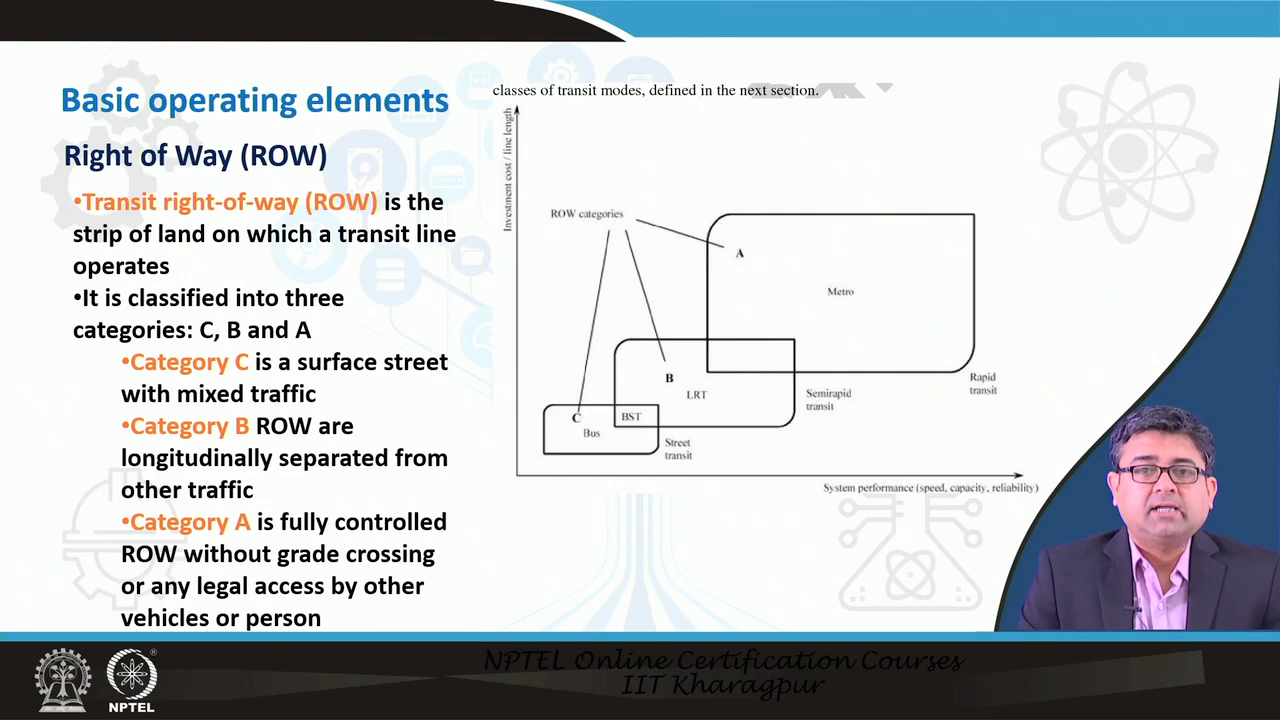 Basic operating elements
Right of Way (ROW)
•Transit right-of-way (ROW) is the
strip of land on which a transit line
operates
•It is classified into three
categories: C, B and A
•Category C is a surface street
with mixed traffic
•Category B ROW are
longitudinally separated from
other traffic
•Category A is fully controlled
ROW without grade crossing
or any legal access by other
vehicles or person
classes of transit modes, defined in the next section.
Investment cost / line length
ROW categories
A
Metro
Rapid
transit
B
LRT
Semirapid
transit
C
BST
Bus
Street
transit
System performance (speed, capacity, reliability)
NPTEL Online Certification Courses
IIT Kharagpur
NPTEL
®